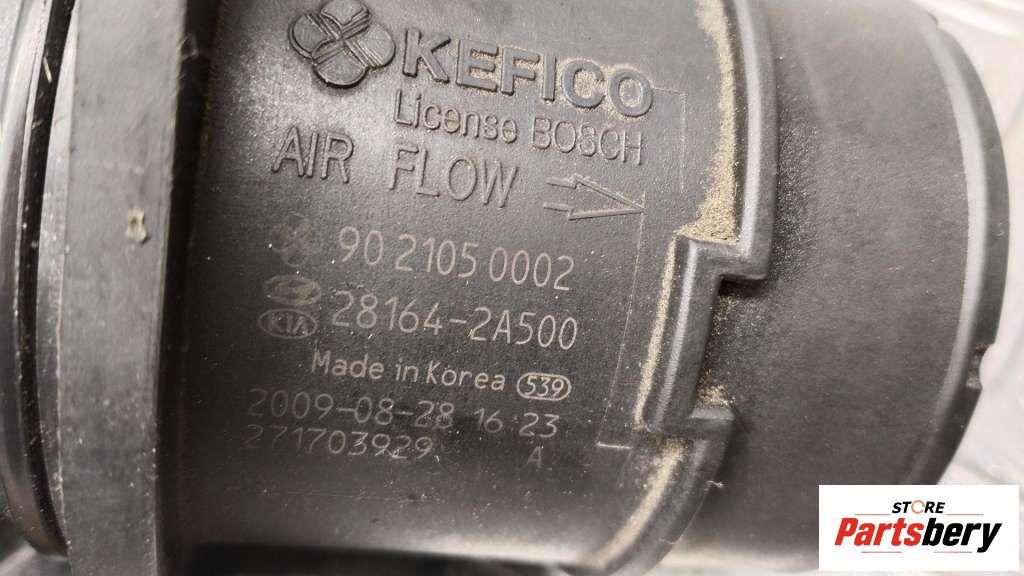 KEFICO
License BOSCH
AIR FLOW
90 2105 0002
28164-2A500
KIA
Made in Korea 539
2009-08-28 16:23
271703929 A
STORE
Partsbery